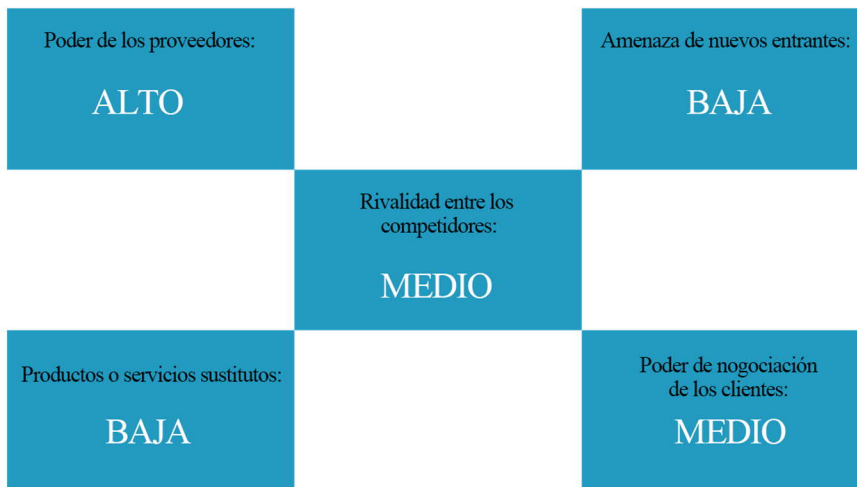 Poder de los proveedores:
ALTO
Amenaza de nuevos entrantes:
BAJA
Rivalidad entre los
competidores:
MEDIO
Productos o servicios sustitutos:
BAJA
Poder de nogociación
de los clientes:
MEDIO